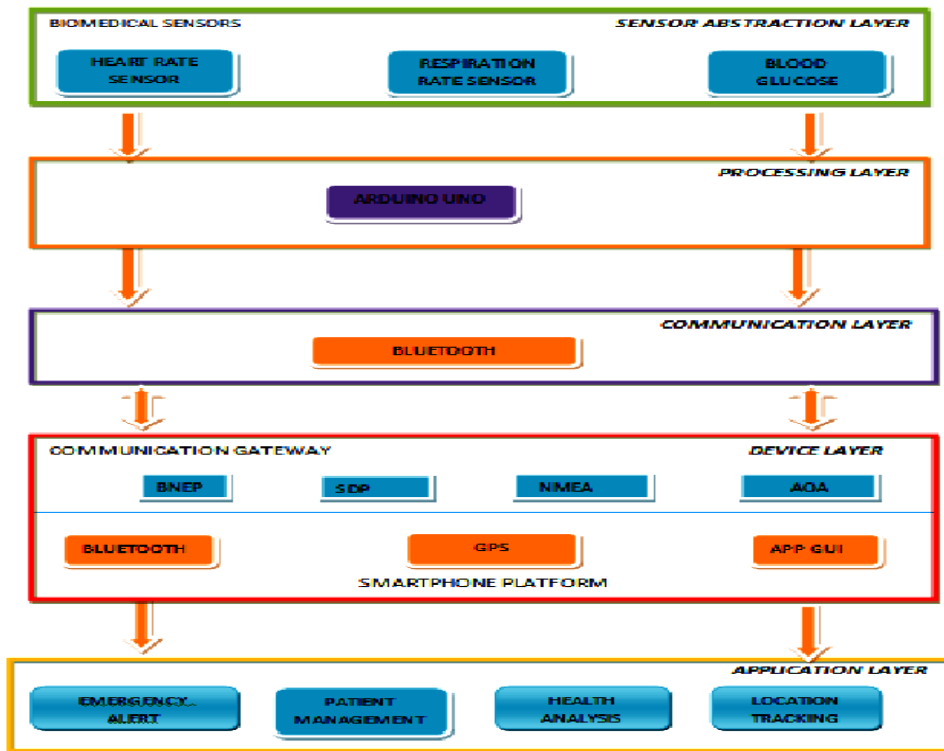 BIOMEDICAL SENSORS
SENSOR ABSTRACTION LAYER
HEART RATE
SENSOR
RESPIRATION
RATE SENSOR
BLOOD
GLUCOSE
PROCESSING LAYER
ARDUINO UNO
COMMUNICATION LAYER
BLUETOOTH
COMMUNICATION GATEWAY
DEVICE LAYER
BNEP
SDP
NMEA
AOA
BLUETOOTH
GPS
APP GUI
SMARTPHONE PLATFORM
APPLICATION LAYER
EMERGENCY
ALERT
PATIENT
MANAGEMENT
HEALTH
ANALYSIS
LOCATION
TRACKING